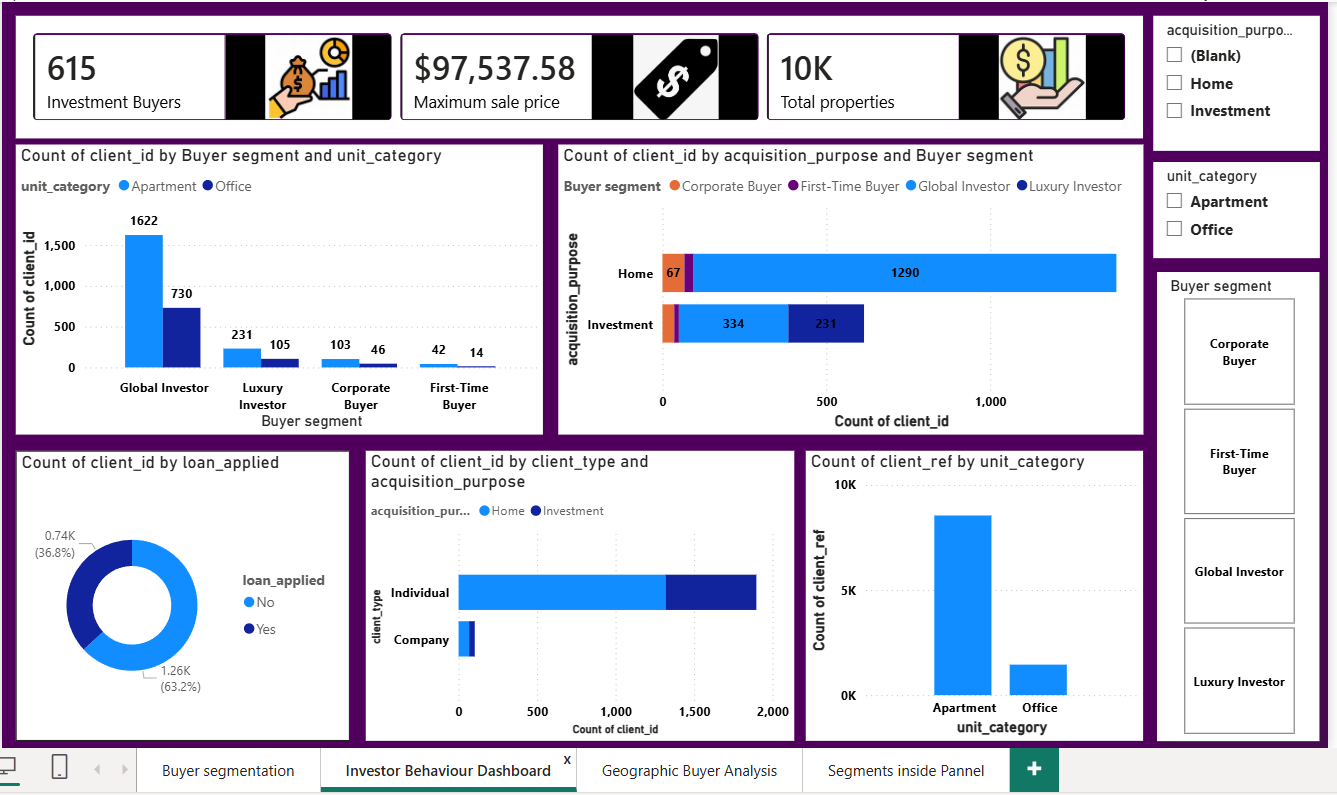 615
Investment Buyers
$97,537.58
Maximum sale price
10K
Total properties
acquisition_purpo...
(Blank)
Home
Investment
unit_category
Apartment
Office
Buyer segment
Corporate
Buyer
First-Time
Buyer
Global Investor
Luxury Investor
Count of client_id by Buyer segment and unit_category
unit_category Apartment Office
Count of client_id
1,500
1,000
500
0
1622
730
231
105
103
46
42
14
Global Investor
Luxury
Investor
Corporate
Buyer
First-Time
Buyer
Buyer segment
Count of client_id by acquisition_purpose and Buyer segment
Buyer segment Corporate Buyer First-Time Buyer Global Investor Luxury Investor
acquisition_purpose
Home
67
1290
Investment
334
231
0
500
1,000
Count of client_id
Count of client_id by loan_applied
0.74K
(36.8%)
1.26K
(63.2%)
loan_applied
No
Yes
Count of client_id by client_type and
acquisition_purpose
acquisition_pur... Home Investment
client_type
Individual
Company
0
500
1,000
1,500
2,000
Count of client_id
Count of client_ref by unit_category
Count of client_ref
10K
5K
0K
Apartment
Office
unit_category
Buyer segmentation
Investor Behaviour Dashboard
x
Geographic Buyer Analysis
Segments inside Pannel
+